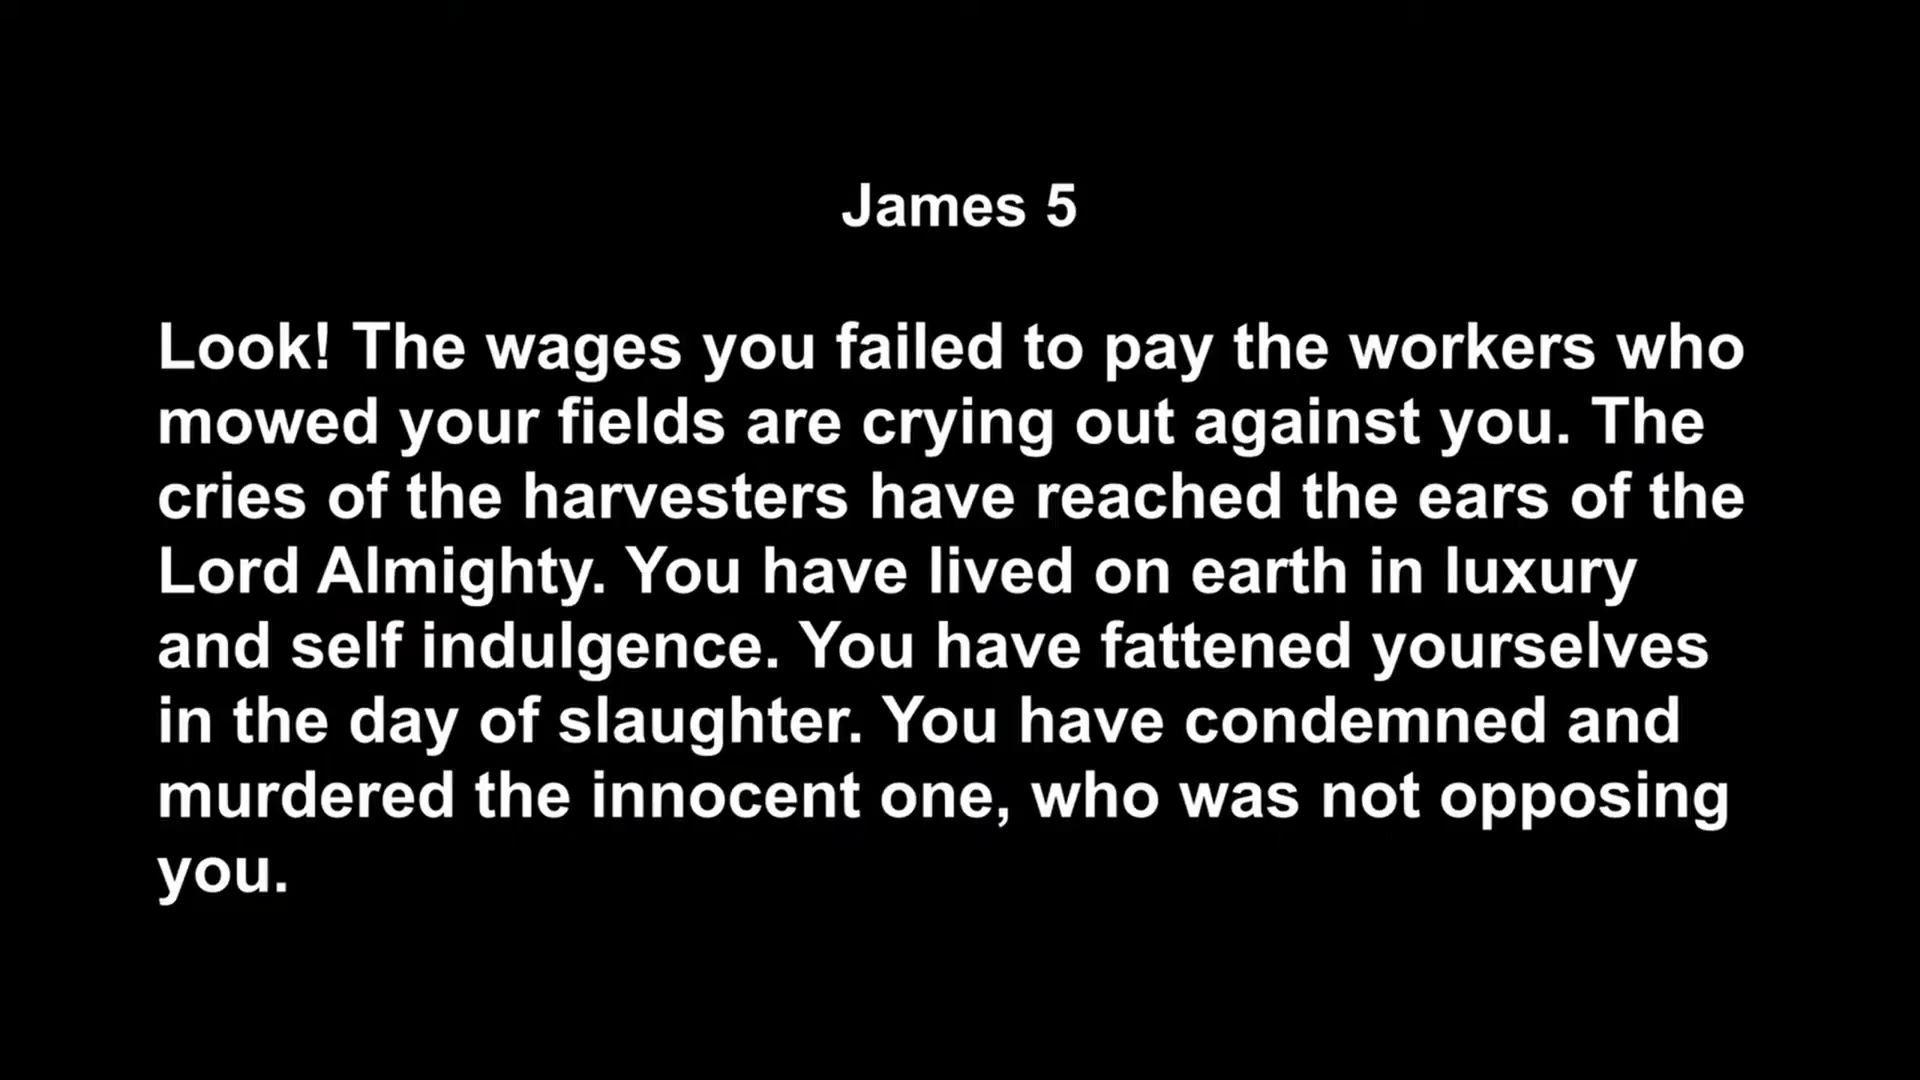 James 5
Look! The wages you failed to pay the workers who
mowed your fields are crying out against you. The
cries of the harvesters have reached the ears of the
Lord Almighty. You have lived on earth in luxury
and self indulgence. You have fattened yourselves
in the day of slaughter. You have condemned and
murdered the innocent one, who was not opposing
you.